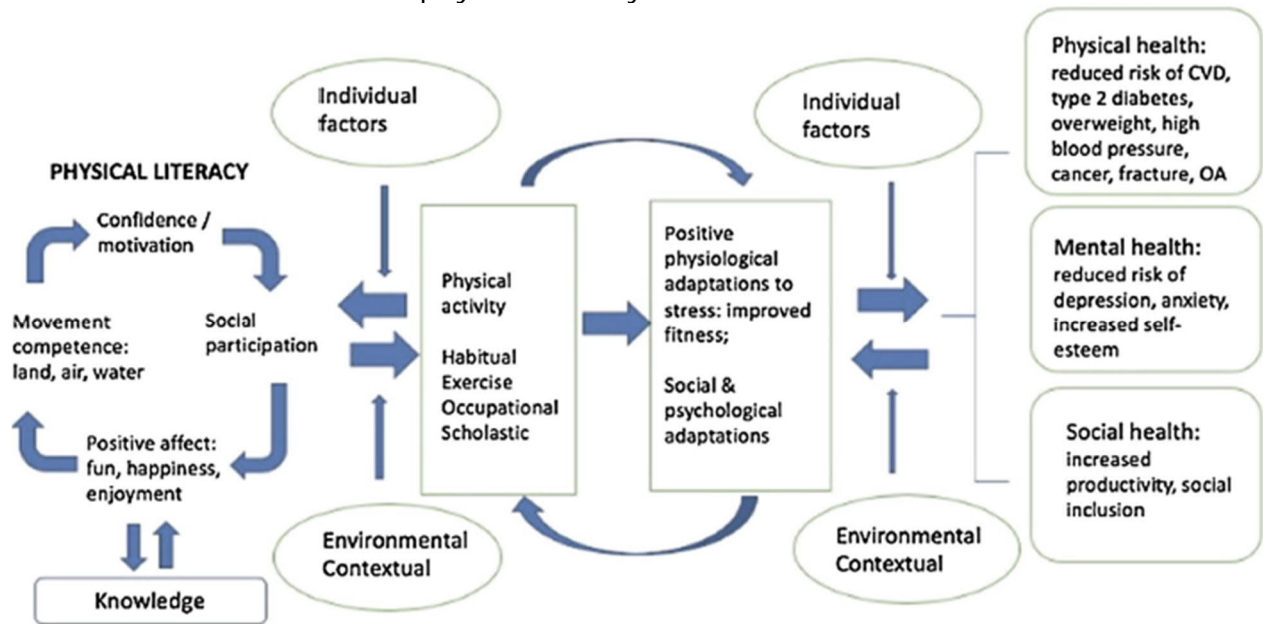 PHYSICAL LITERACY
Confidence /
motivation
Movement
competence:
land, air, water
Social
participation
Positive affect:
fun, happiness,
enjoyment
Knowledge
Individual
factors
Environmental
Contextual
Physical
activity
Habitual
Exercise
Occupational
Scholastic
Positive
physiological
adaptations to
stress: improved
fitness;
Social &
psychological
adaptations
Individual
factors
Environmental
Contextual
Physical health:
reduced risk of CVD,
type 2 diabetes,
overweight, high
blood pressure,
cancer, fracture, OA
Mental health:
reduced risk of
depression, anxiety,
increased self-
esteem
Social health:
increased
productivity, social
inclusion